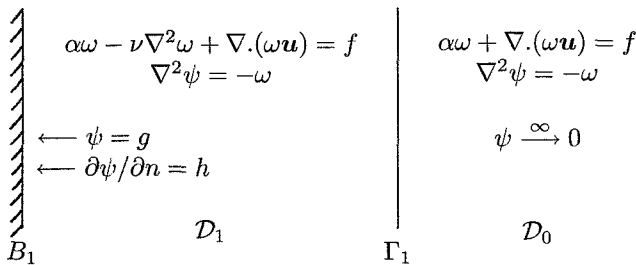 αω − ν∇²ω + ∇.(ω𝒖) = f
∇²ψ = −ω
αω + ∇.(ω𝒖) = f
∇²ψ = −ω
⟵ ψ = g
⟵ ∂ψ/∂n = h
ψ —∞→ 0
𝒟₁
𝒟₀
B₁
Γ₁